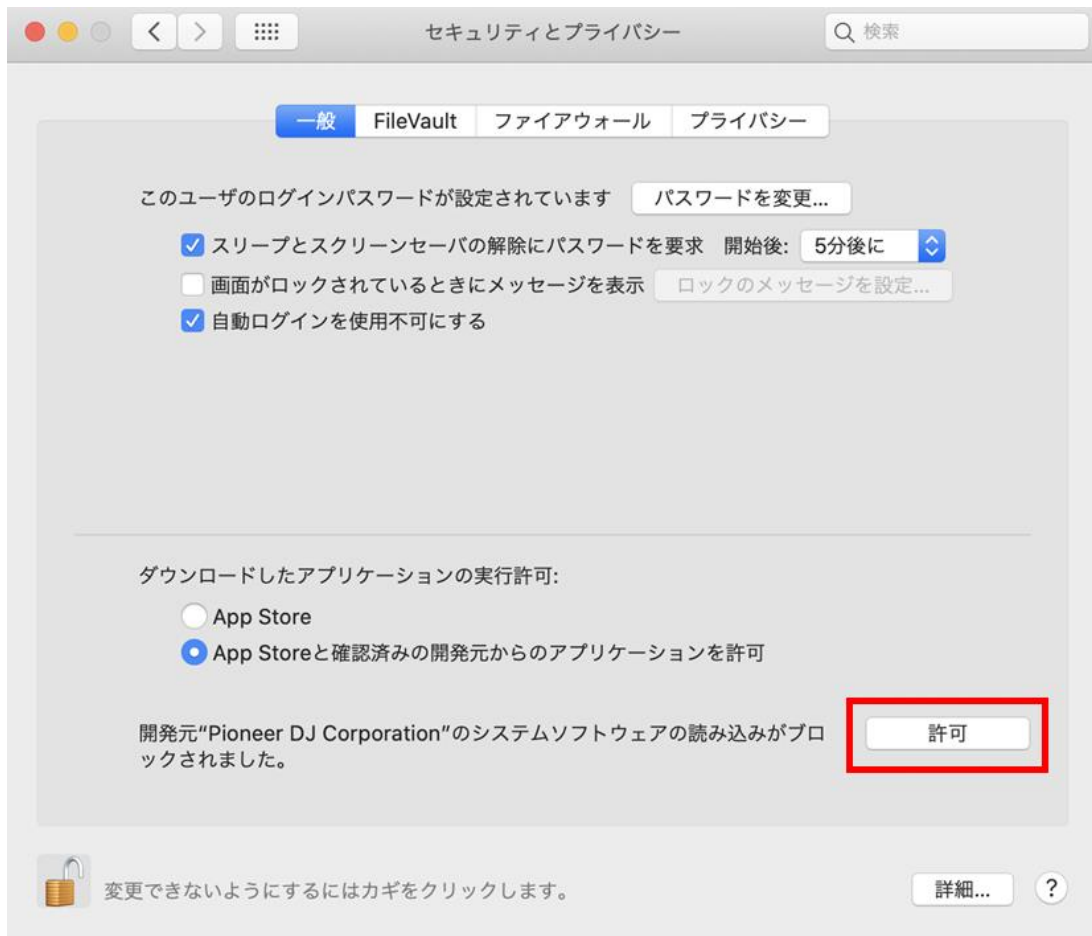 セキュリティとプライバシー
検索
一般 FileVault ファイアウォール プライバシー
このユーザのログインパスワードが設定されています パスワードを変更...
スリープとスクリーンセーバの解除にパスワードを要求 開始後: 5分後に
画面がロックされているときにメッセージを表示 ロックのメッセージを設定...
自動ログインを使用不可にする
ダウンロードしたアプリケーションの実行許可:
App Store
App Storeと確認済みの開発元からのアプリケーションを許可
開発元“Pioneer DJ Corporation”のシステムソフトウェアの読み込みがブロ
ックされました。
許可
変更できないようにするにはカギをクリックします。
詳細... ?